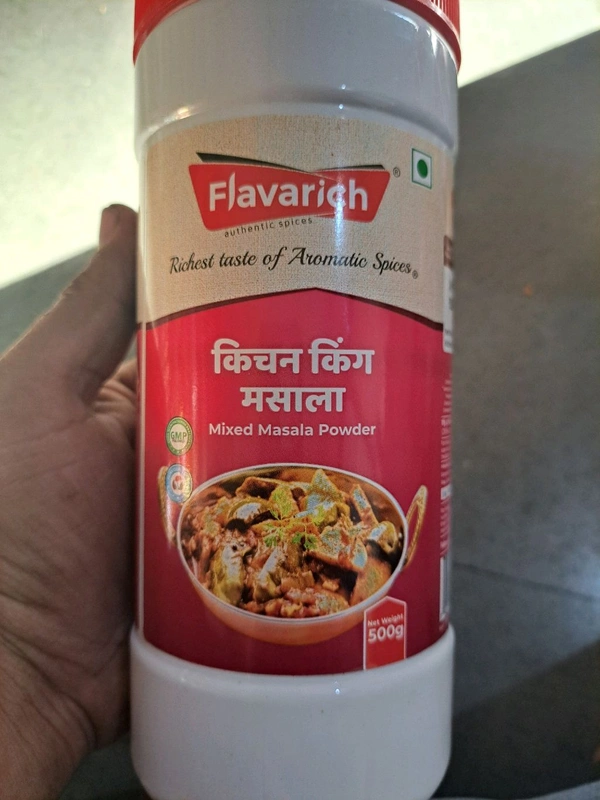 Flavarich®
authentic spices
Richest taste of Aromatic Spices®
किचन किंग
मसाला
Mixed Masala Powder
GMP
Net Weight
500g